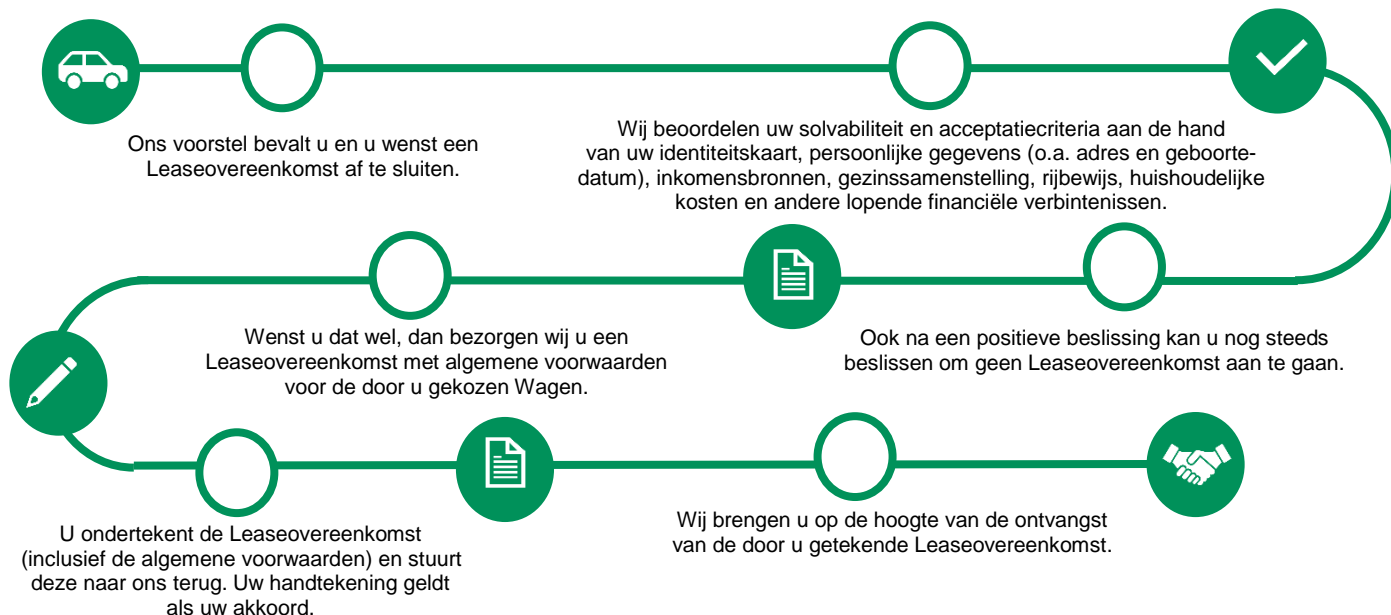 Ons voorstel bevalt u en u wenst een
Leaseovereenkomst af te sluiten.
Wij beoordelen uw solvabiliteit en acceptatiecriteria aan de hand
van uw identiteitskaart, persoonlijke gegevens (o.a. adres en geboorte-
datum), inkomensbronnen, gezinssamenstelling, rijbewijs, huishoudelijke
kosten en andere lopende financiële verbintenissen.
Ook na een positieve beslissing kan u nog steeds
beslissen om geen Leaseovereenkomst aan te gaan.
Wenst u dat wel, dan bezorgen wij u een
Leaseovereenkomst met algemene voorwaarden
voor de door u gekozen Wagen.
U ondertekent de Leaseovereenkomst
(inclusief de algemene voorwaarden) en stuurt
deze naar ons terug. Uw handtekening geldt
als uw akkoord.
Wij brengen u op de hoogte van de ontvangst
van de door u getekende Leaseovereenkomst.